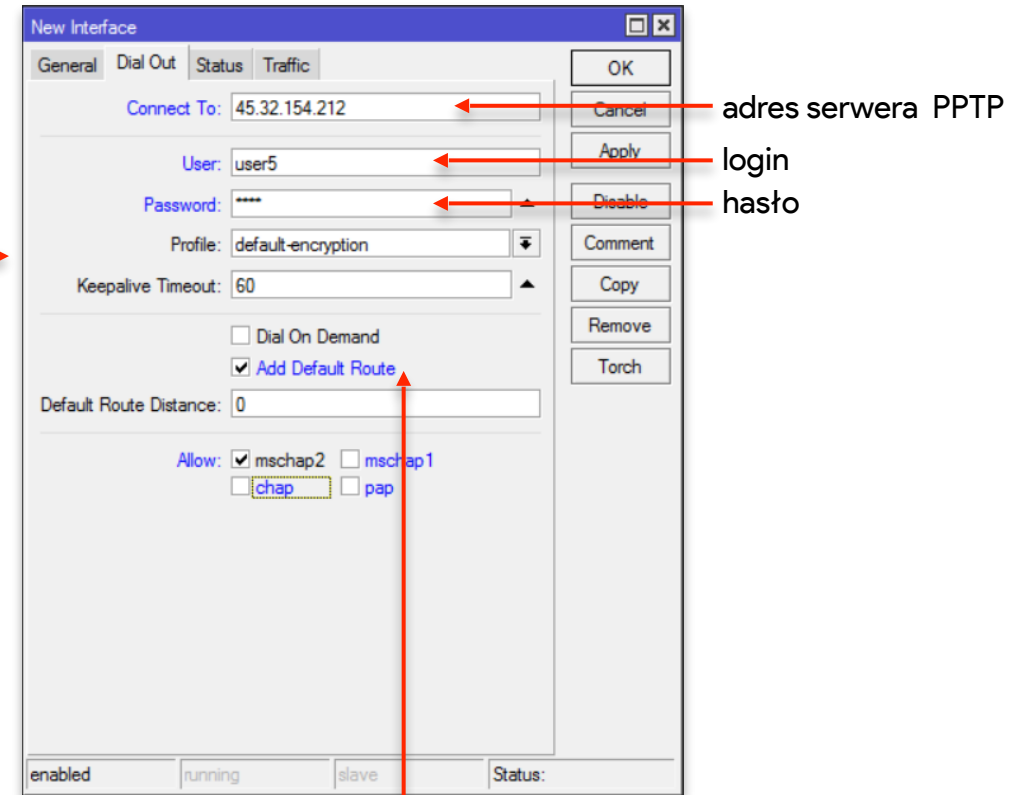 New Interface
General Dial Out Status Traffic
OK
Connect To: 45.32.154.212
Cancel
adres serwera PPTP
User: user5
Apply
login
Password: ****
Disable
hasło
Profile: default-encryption
Comment
Keepalive Timeout: 60
Copy
Dial On Demand
Remove
Add Default Route
Torch
Default Route Distance: 0
Allow: mschap2 mschap1
chap pap
enabled running slave Status: